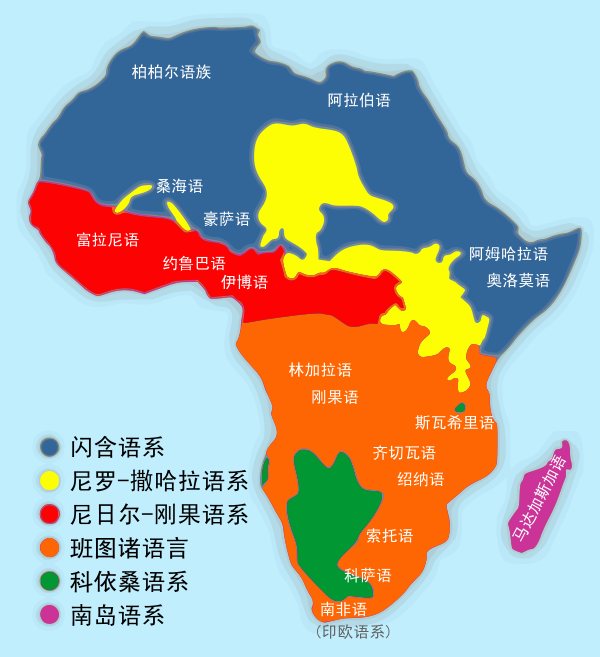 柏柏尔语族
阿拉伯语
桑海语
豪萨语
富拉尼语
约鲁巴语
伊博语
阿姆哈拉语
奥洛莫语
林加拉语
刚果语
斯瓦希里语
齐切瓦语
绍纳语
马达加斯加语
索托语
科萨语
南非语
(印欧语系)
闪含语系
尼罗-撒哈拉语系
尼日尔-刚果语系
班图诸语言
科依桑语系
南岛语系